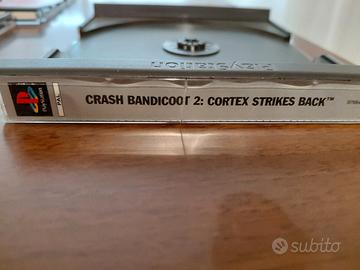 PlayStation
PAL
CRASH BANDICOOT 2: CORTEX STRIKES BACK™
subito